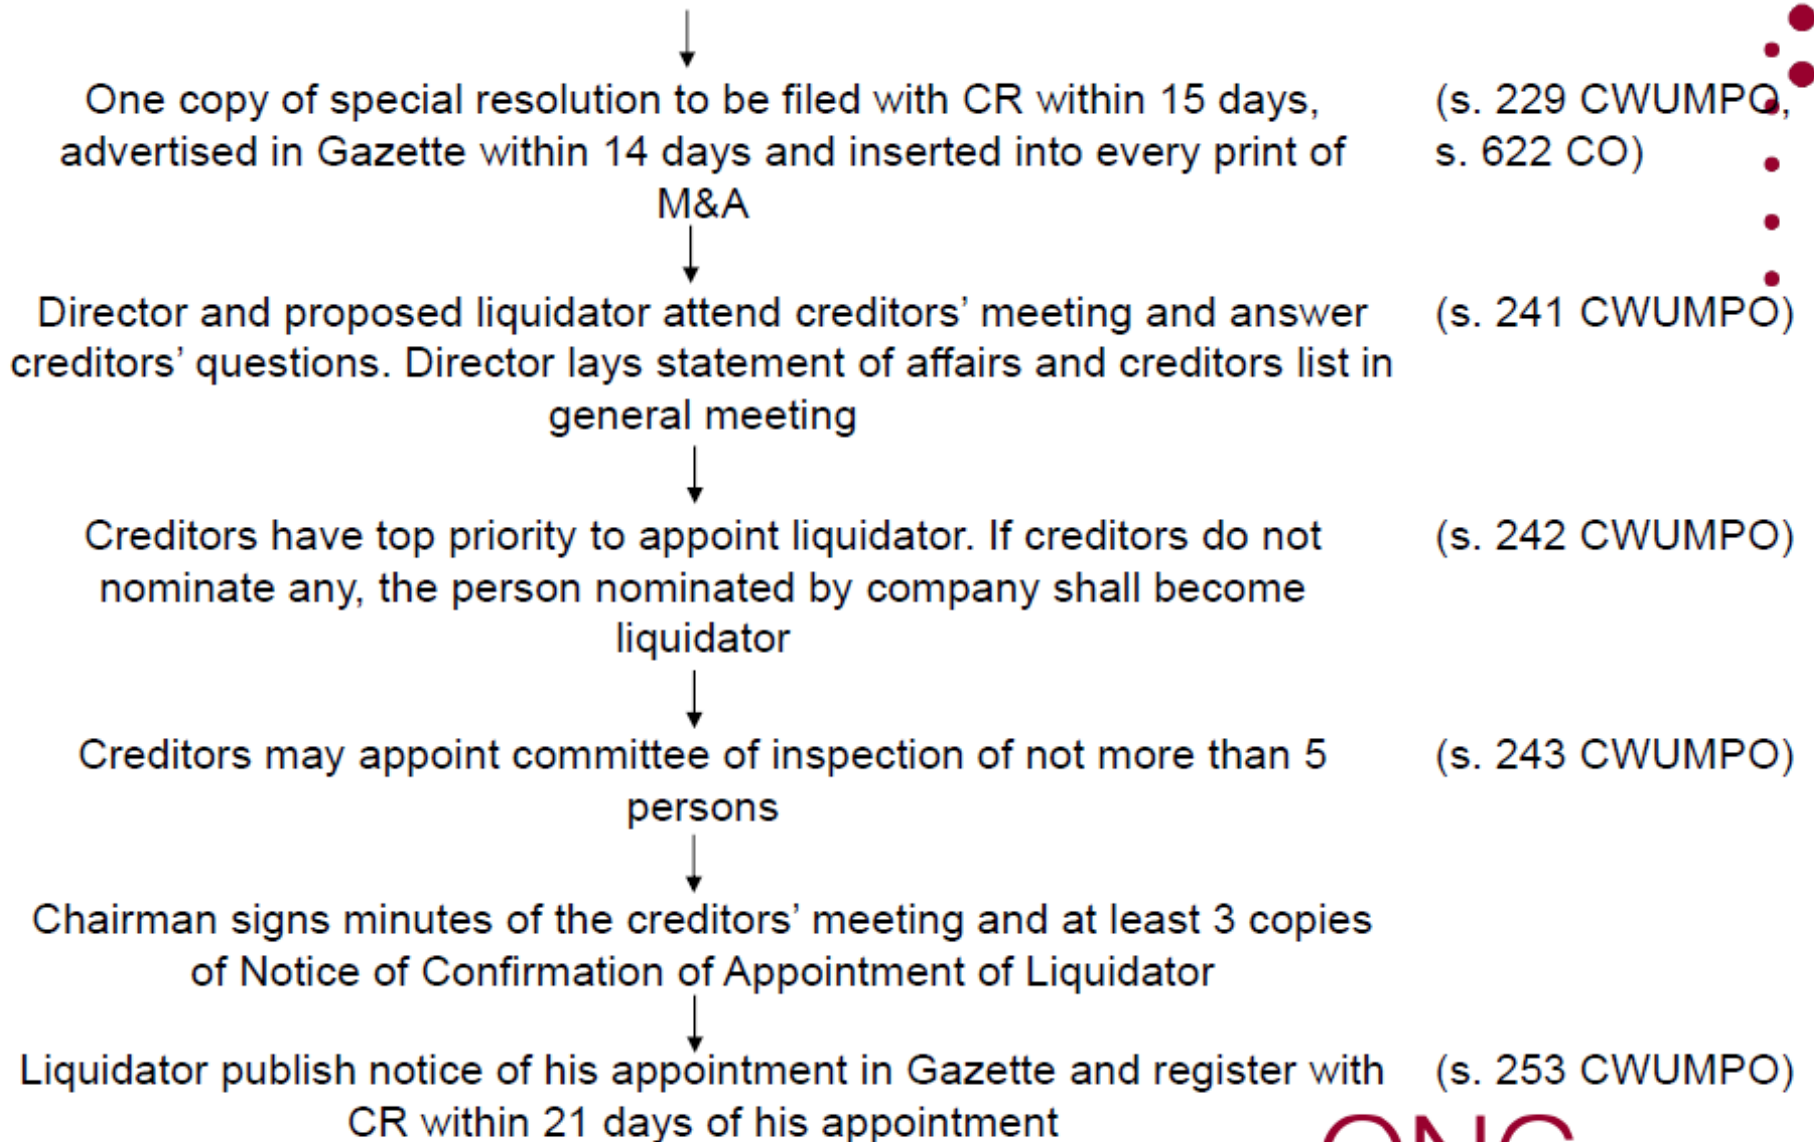 One copy of special resolution to be filed with CR within 15 days,
advertised in Gazette within 14 days and inserted into every print of
M&A
(s. 229 CWUMPO,
s. 622 CO)
Director and proposed liquidator attend creditors’ meeting and answer
creditors’ questions. Director lays statement of affairs and creditors list in
general meeting
(s. 241 CWUMPO)
Creditors have top priority to appoint liquidator. If creditors do not
nominate any, the person nominated by company shall become
liquidator
(s. 242 CWUMPO)
Creditors may appoint committee of inspection of not more than 5
persons
(s. 243 CWUMPO)
Chairman signs minutes of the creditors’ meeting and at least 3 copies
of Notice of Confirmation of Appointment of Liquidator
Liquidator publish notice of his appointment in Gazette and register with
CR within 21 days of his appointment
(s. 253 CWUMPO)